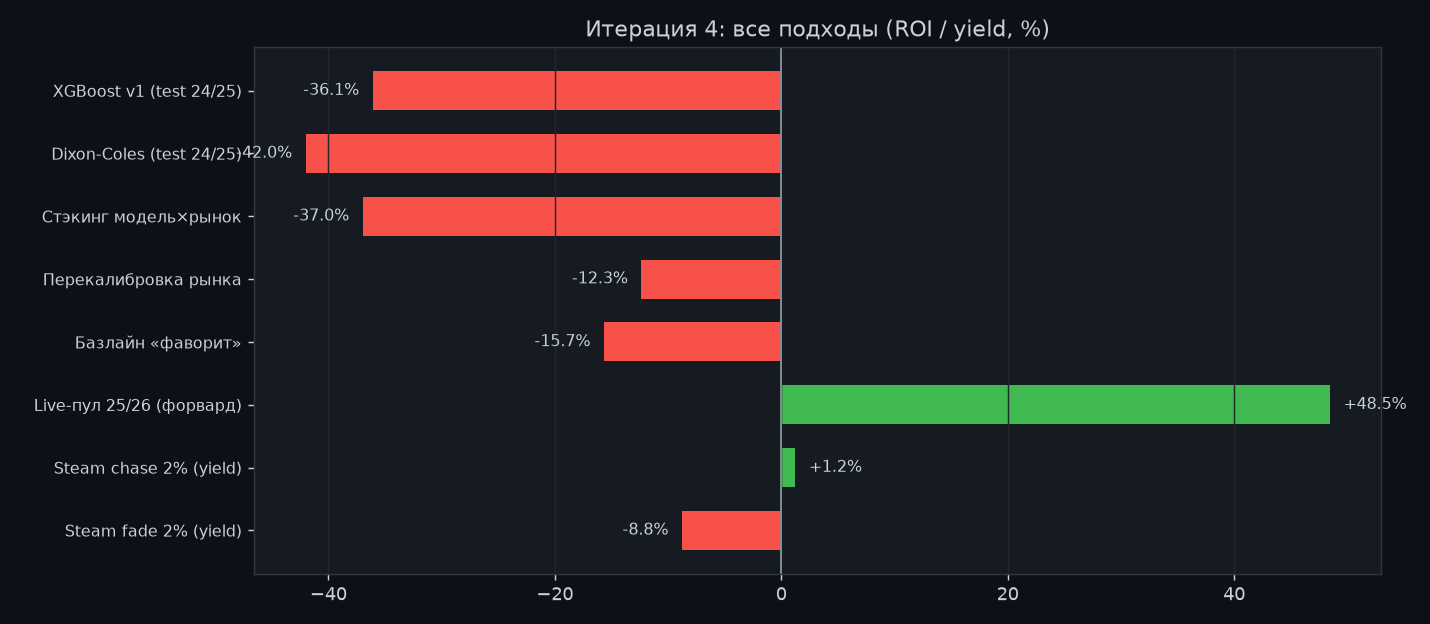 Итерация 4: все подходы (ROI / yield, %)
XGBoost v1 (test 24/25) -36.1%
Dixon-Coles (test 24/25) -42.0%
Стэкинг модель×рынок -37.0%
Перекалибровка рынка -12.3%
Базлайн «фаворит» -15.7%
Live-пул 25/26 (форвард) +48.5%
Steam chase 2% (yield) +1.2%
Steam fade 2% (yield) -8.8%
−40 −20 0 20 40